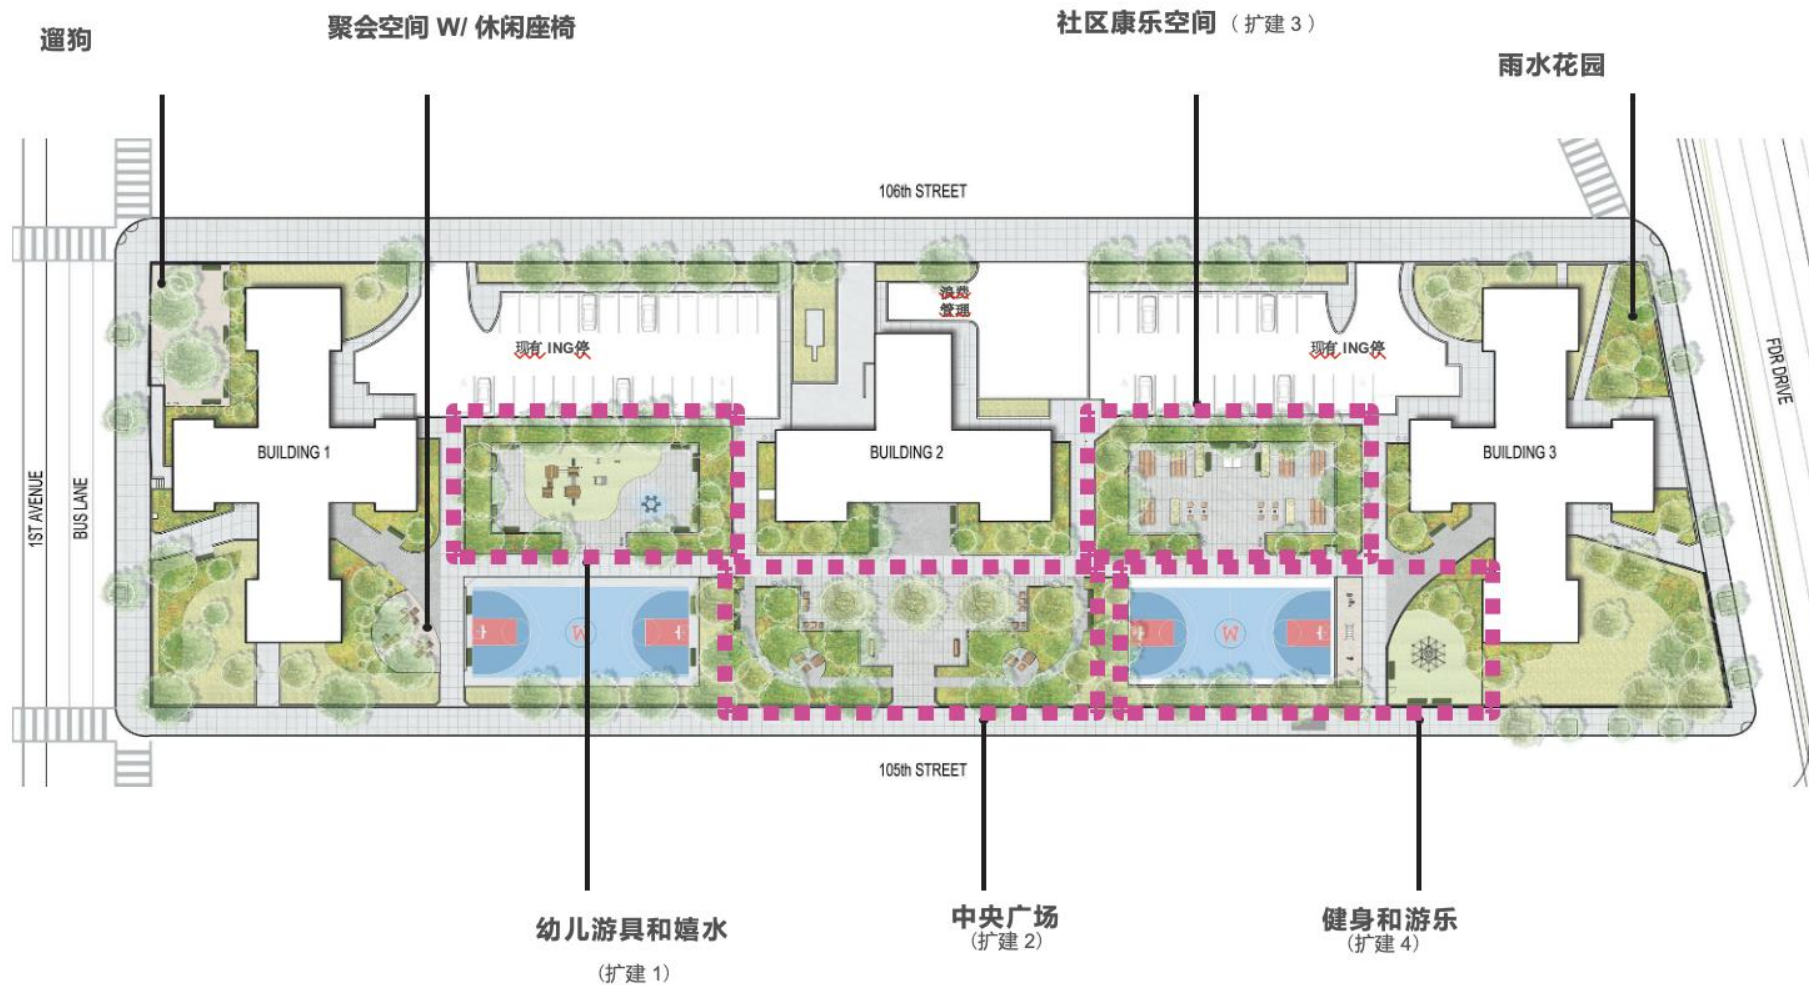 遛狗
聚会空间 W/ 休闲座椅
社区康乐空间 （ 扩建 3 ）
雨水花园
106th STREET
浪费
管理
现有 ING停
现有 ING停
BUILDING 1
BUILDING 2
BUILDING 3
1ST AVENUE
BUS LANE
FDR DRIVE
W
W
105th STREET
幼儿游具和嬉水
（扩建 1）
中央广场
（扩建 2）
健身和游乐
（扩建 4）